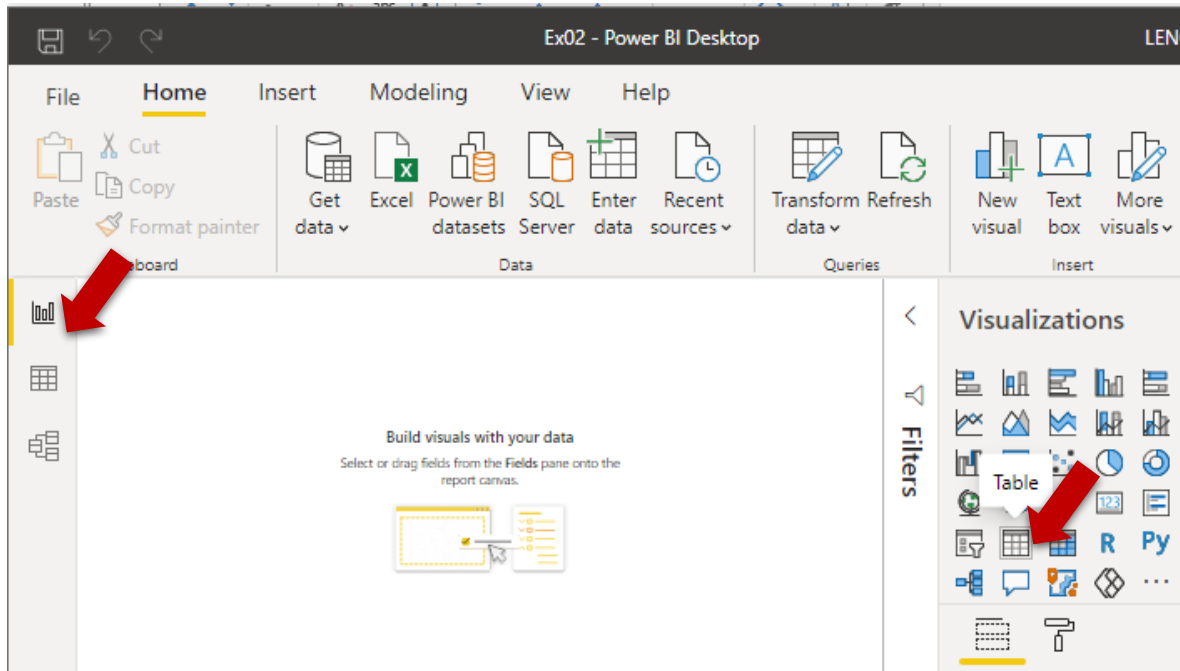 Ex02 - Power BI Desktop
LEN
File Home Insert Modeling View Help
Paste
Cut
Copy
Format painter
Get data
Excel
Power BI datasets
SQL Server
Enter data
Recent sources
Transform data
Refresh
New visual
Text box
More visuals
board
Data
Queries
Insert
Build visuals with your data
Select or drag fields from the Fields pane onto the
report canvas.
Filters
Visualizations
Table
123
R
Py